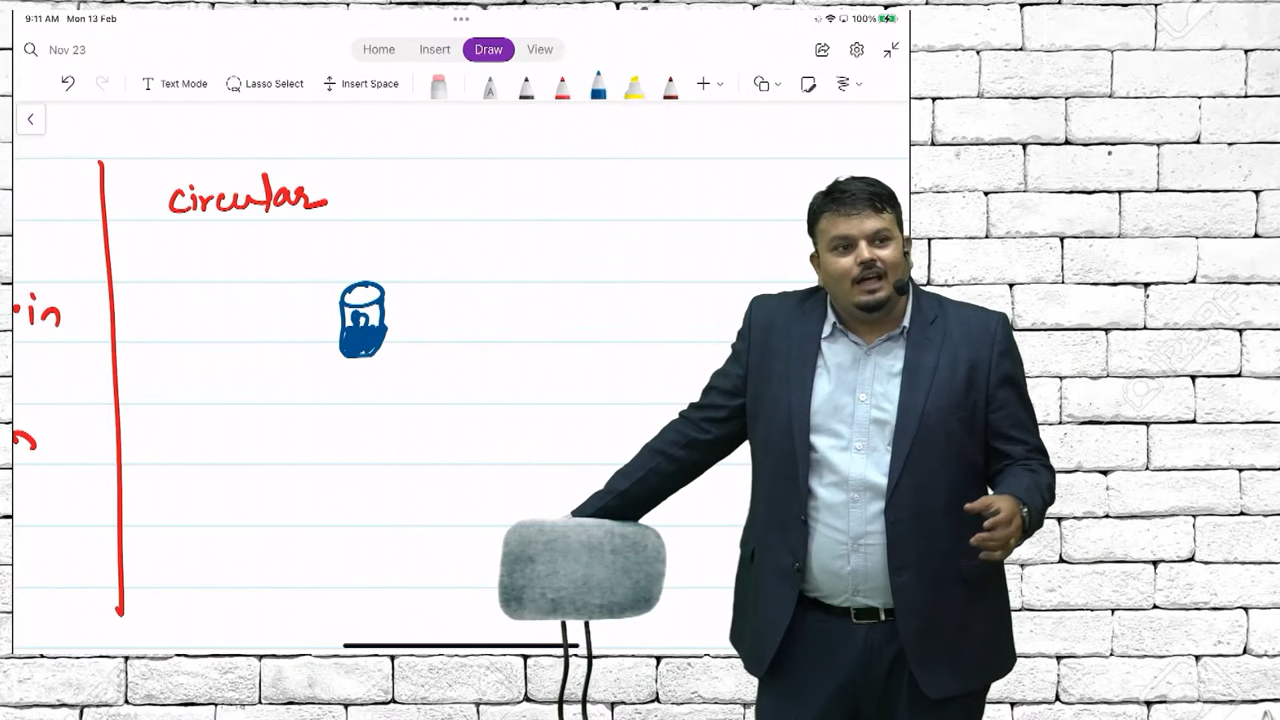 9:11 AM Mon 13 Feb
100%
Nov 23
Home Insert Draw View
Text Mode Lasso Select Insert Space
A
circular
in
n